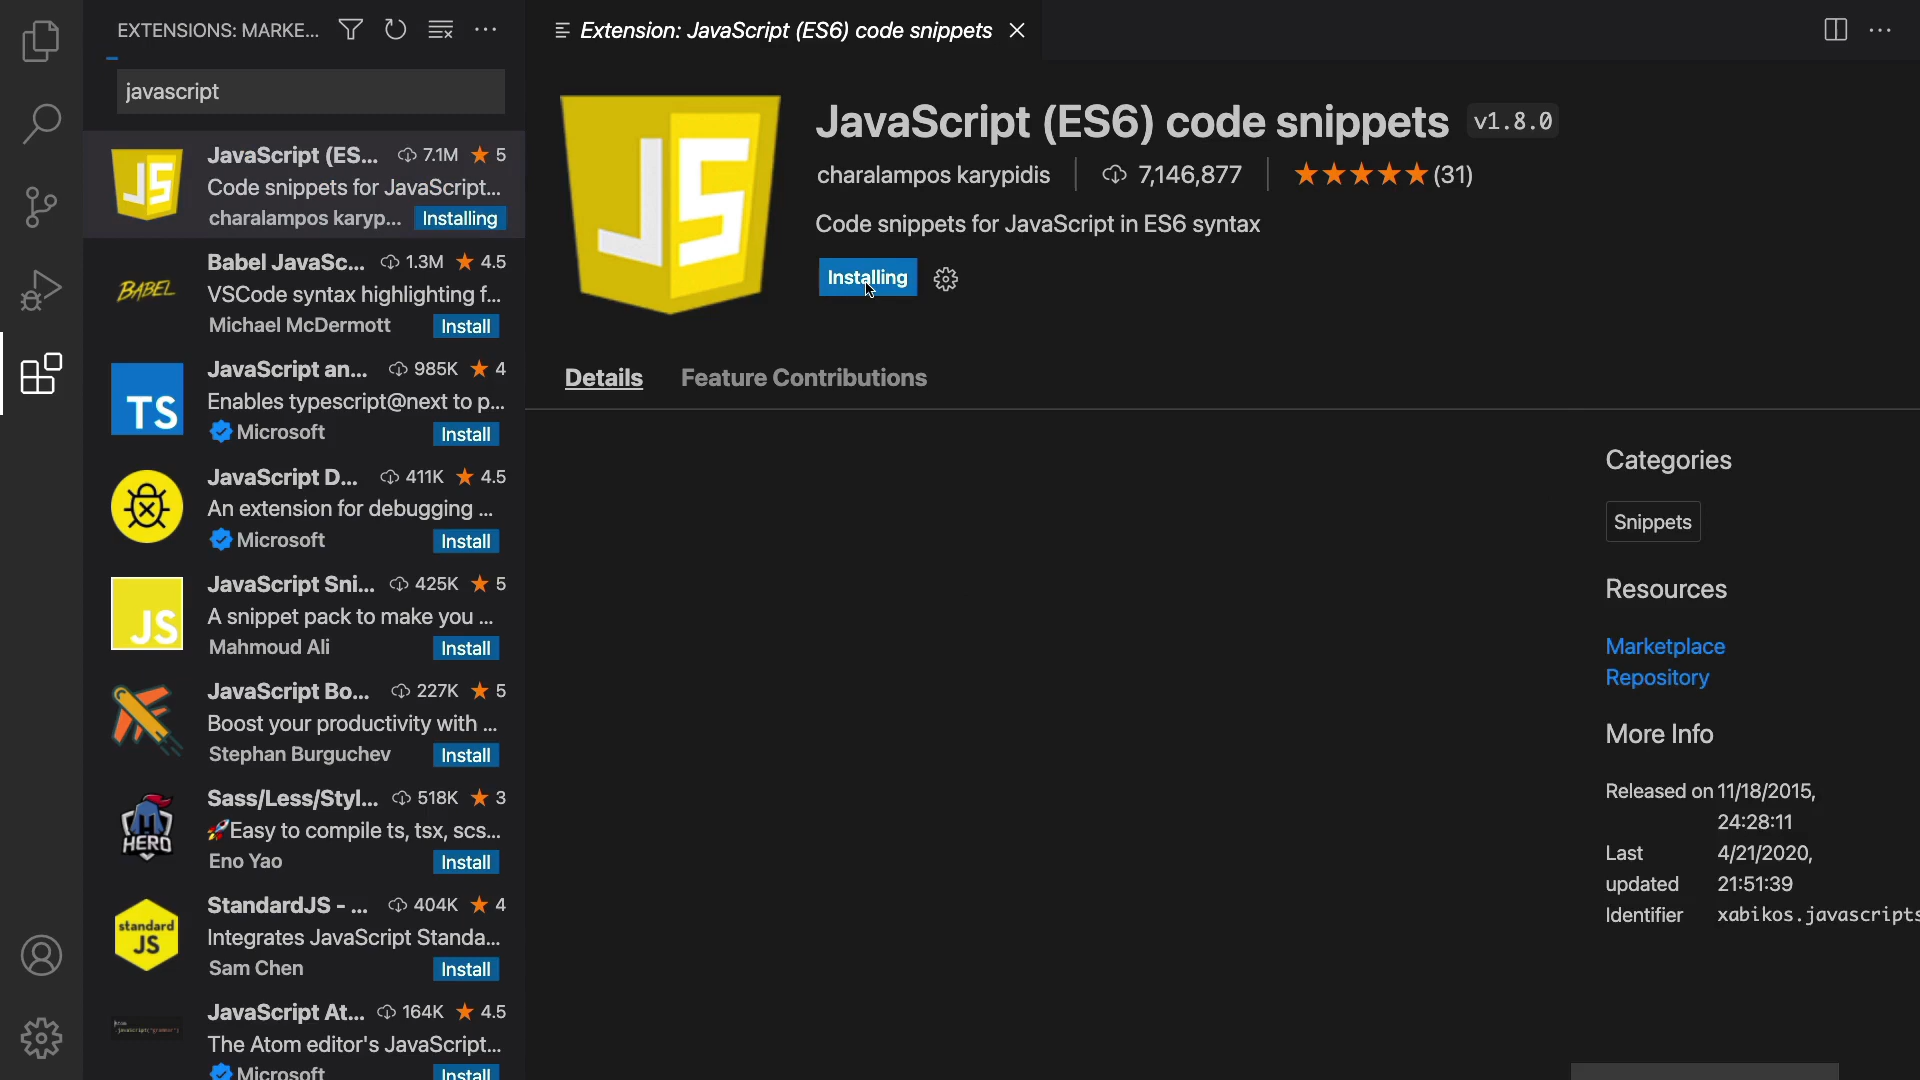 EXTENSIONS: MARKE...
javascript
JavaScript (ES... 7.1M ★ 5
Code snippets for JavaScript...
charalampos karyp... Installing
BABEL
Babel JavaSc... 1.3M ★ 4.5
VSCode syntax highlighting f...
Michael McDermott Install
TS
JavaScript an... 985K ★ 4
Enables typescript@next to p...
Microsoft Install
JavaScript D... 411K ★ 4.5
An extension for debugging ...
Microsoft Install
JS
JavaScript Sni... 425K ★ 5
A snippet pack to make you ...
Mahmoud Ali Install
JavaScript Bo... 227K ★ 5
Boost your productivity with ...
Stephan Burguchev Install
HERO
Sass/Less/Styl... 518K ★ 3
🚀Easy to compile ts, tsx, scs...
Eno Yao Install
standard
JS
StandardJS - ... 404K ★ 4
Integrates JavaScript Standa...
Sam Chen Install
JavaScript At... 164K ★ 4.5
The Atom editor's JavaScript...
Microsoft Install
Extension: JavaScript (ES6) code snippets
JS
JavaScript (ES6) code snippets v1.8.0
charalampos karypidis 7,146,877 ★★★★★(31)
Code snippets for JavaScript in ES6 syntax
Installing
Details Feature Contributions
Categories
Snippets
Resources
Marketplace
Repository
More Info
Released on 11/18/2015,
24:28:11
Last 4/21/2020,
updated 21:51:39
Identifier xabikos.javascripts